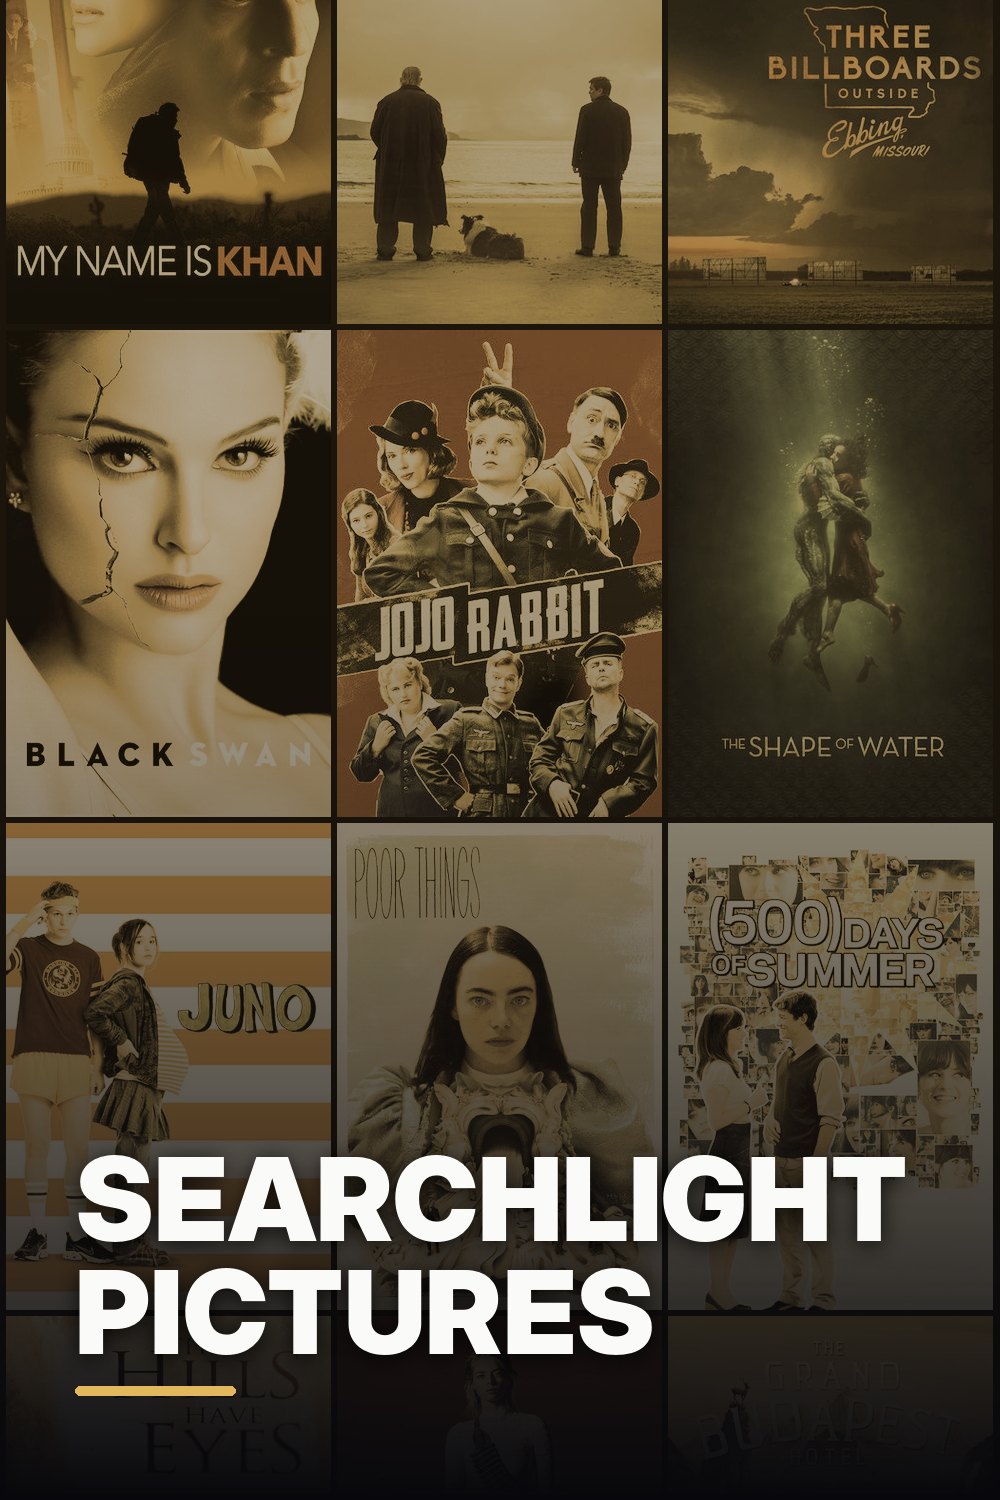 MY NAME IS KHAN
THREE
BILLBOARDS
OUTSIDE
Ebbing,
MISSOURI
BLACK SWAN
JOJO RABBIT
THE SHAPE OF WATER
JUNO
POOR THINGS
(500) DAYS
OF SUMMER
SEARCHLIGHT
PICTURES
HILLS
HAVE
EYES
THE
GRAND
BUDAPEST
HOTEL